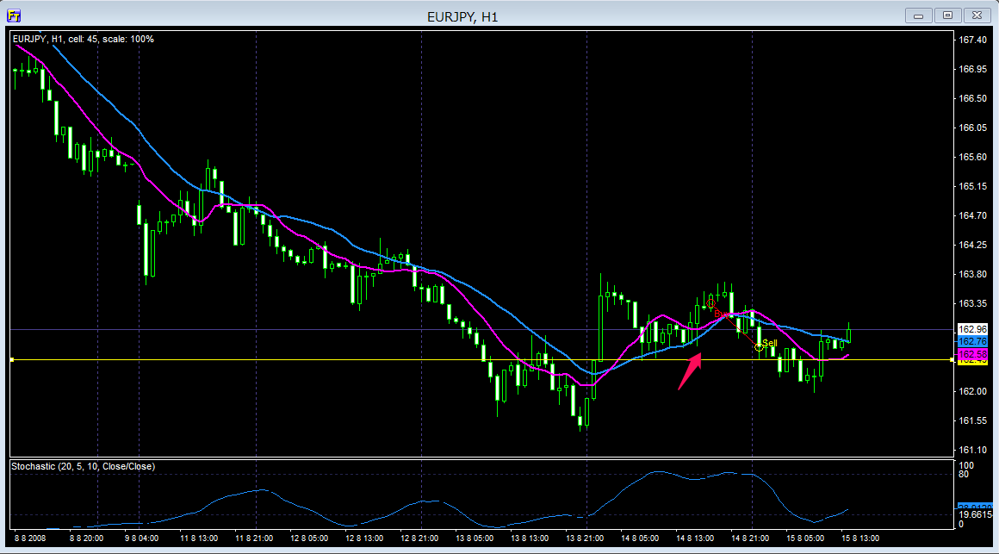 EURJPY, H1
EURJPY, H1, cell: 45, scale: 100%
167.40
166.95
166.50
166.05
165.60
165.15
164.70
164.25
163.80
163.35
162.96
162.76
162.58
162.00
161.55
161.10
Sell
Stochastic (20, 5, 10, Close/Close)
100
80
19.6615
0
8 8 2008
8 8 20:00
9 8 04:00
11 8 13:00
11 8 21:00
12 8 05:00
12 8 13:00
12 8 21:00
13 8 05:00
13 8 13:00
13 8 21:00
14 8 05:00
14 8 13:00
14 8 21:00
15 8 05:00
15 8 13:00